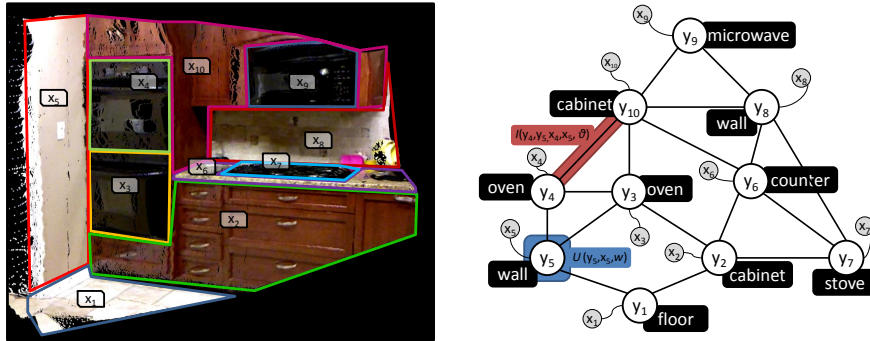 x₅
x₄
x₁₀
x₉
x₈
x₆
x₇
x₃
x₂
x₁
x₉
y₉
microwave
x₁₀
cabinet
y₁₀
x₈
y₈
wall
I(y₄,y₅,x₄,x₅, ϑ)
x₄
oven
y₄
y₃
oven
x₃
x₆
y₆
counter
x₅
wall
y₅
U (y₅,x₅,w)
x₂
y₂
cabinet
x₇
y₇
stove
x₁
y₁
floor